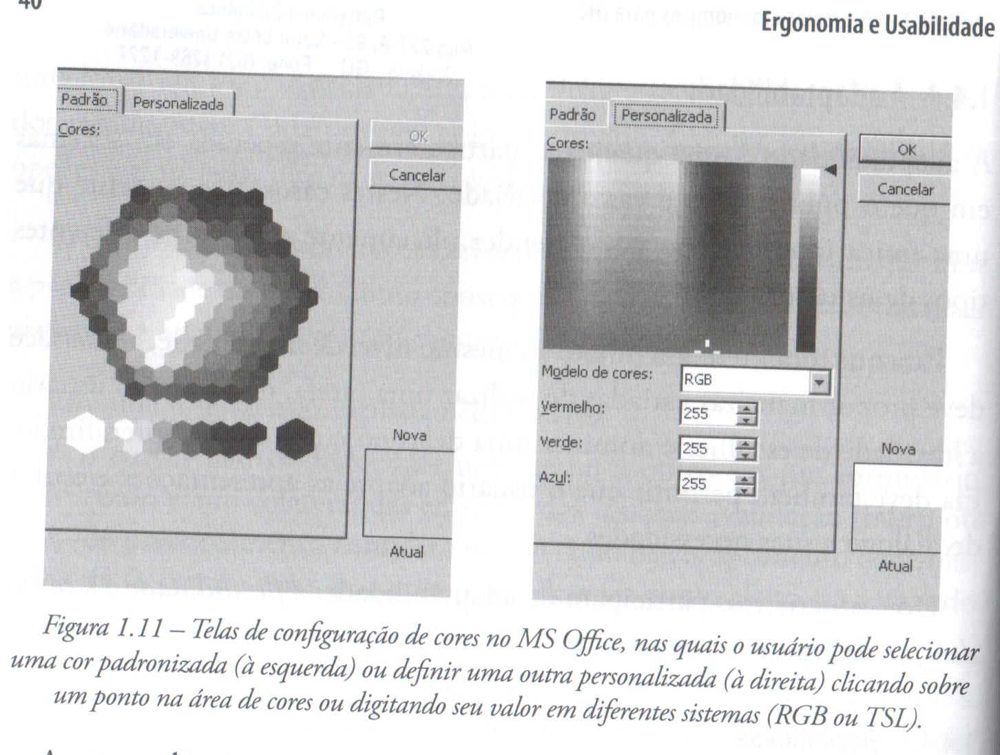 40
Ergonomia e Usabilidade
Padrão
Personalizada
Cores:
OK
Cancelar
Nova
Atual
Padrão
Personalizada
Cores:
OK
Cancelar
Modelo de cores:
RGB
Vermelho:
255
Verde:
255
Azul:
255
Nova
Atual
Figura 1.11 – Telas de configuração de cores no MS Office, nas quais o usuário pode selecionar
uma cor padronizada (à esquerda) ou definir uma outra personalizada (à direita) clicando sobre
um ponto na área de cores ou digitando seu valor em diferentes sistemas (RGB ou TSL).